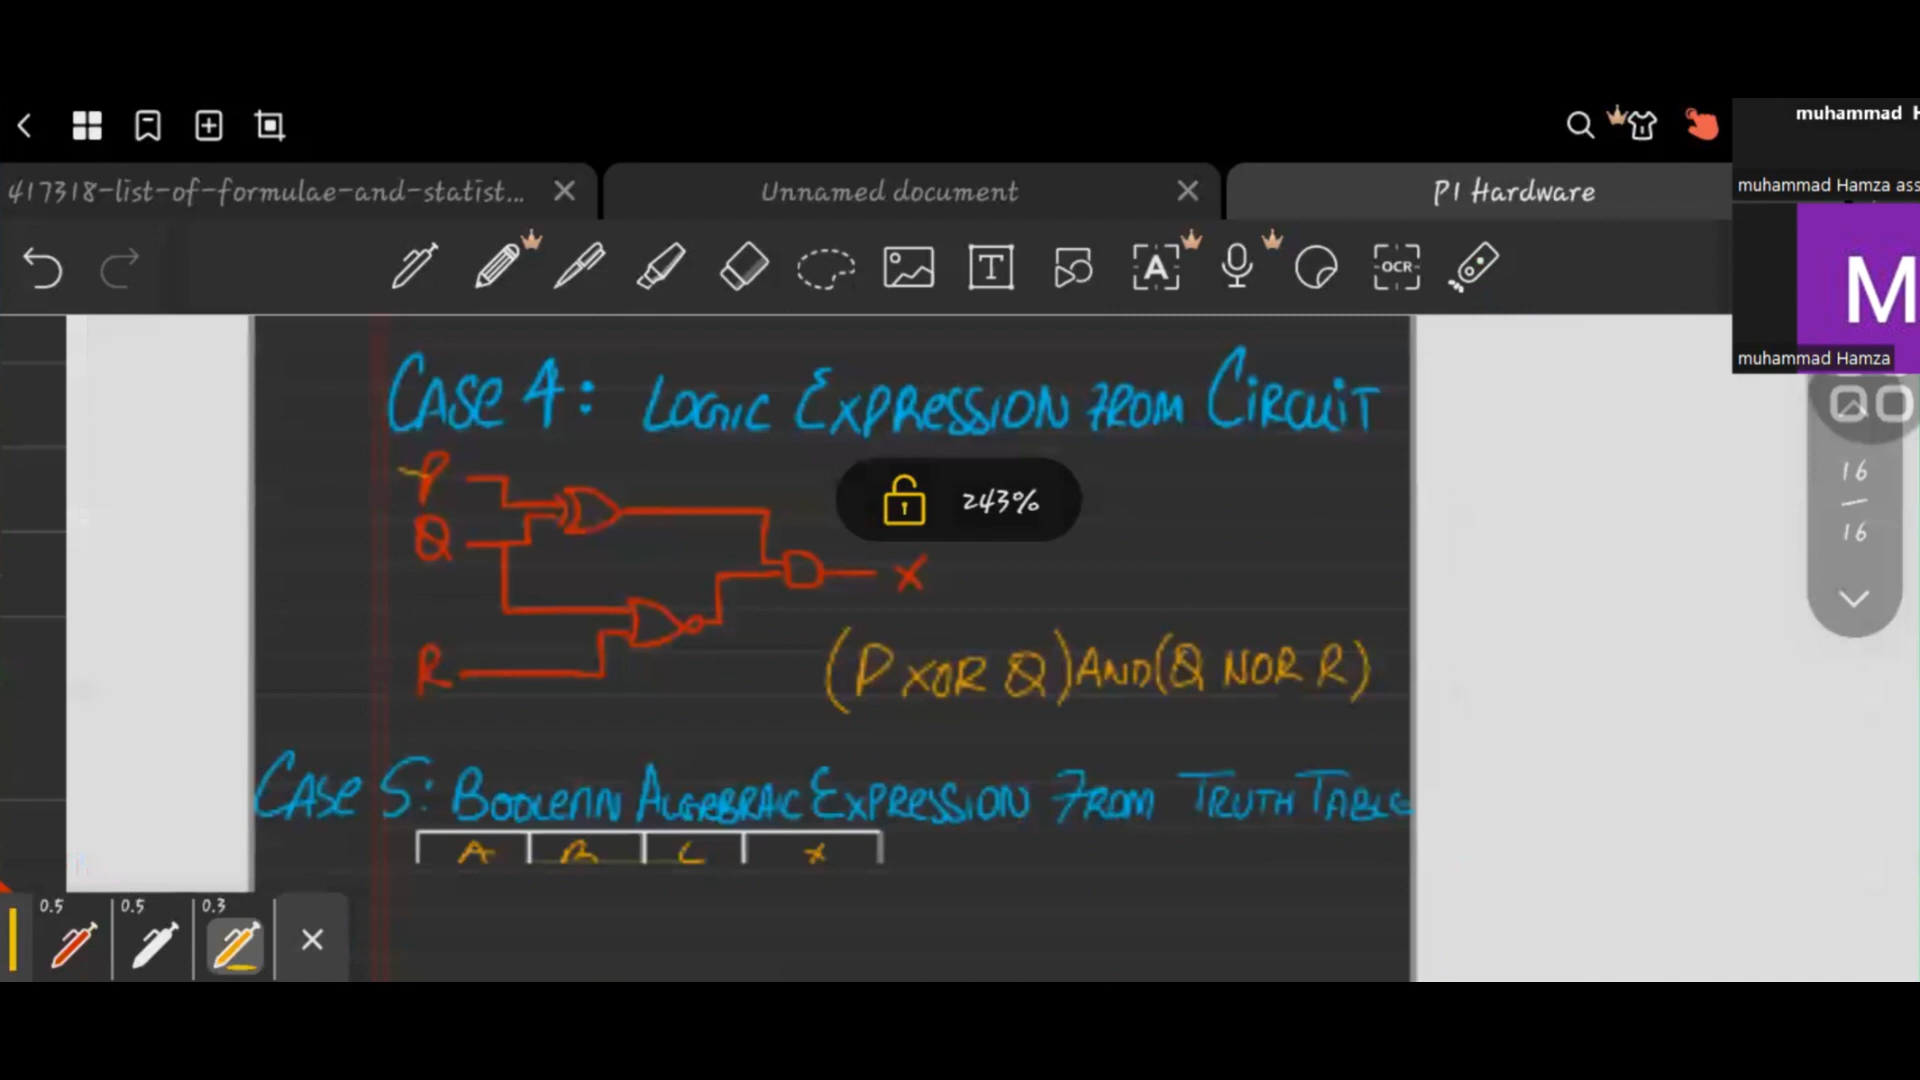 muhammad H
muhammad Hamza ass
417318-list-of-formulae-and-statist...
Unnamed document
P1 Hardware
T
A
OCR
M
muhammad Hamza
CASE 4: LOGIC EXPRESSION FROM CIRCUIT
P
243%
16
Q
16
X
R
(P XOR Q) AND (Q NOR R)
CASE 5: BOOLEAN ALGEBRAIC EXPRESSION FROM TRUTH TABLE
A B C X
0.5 0.5 0.3